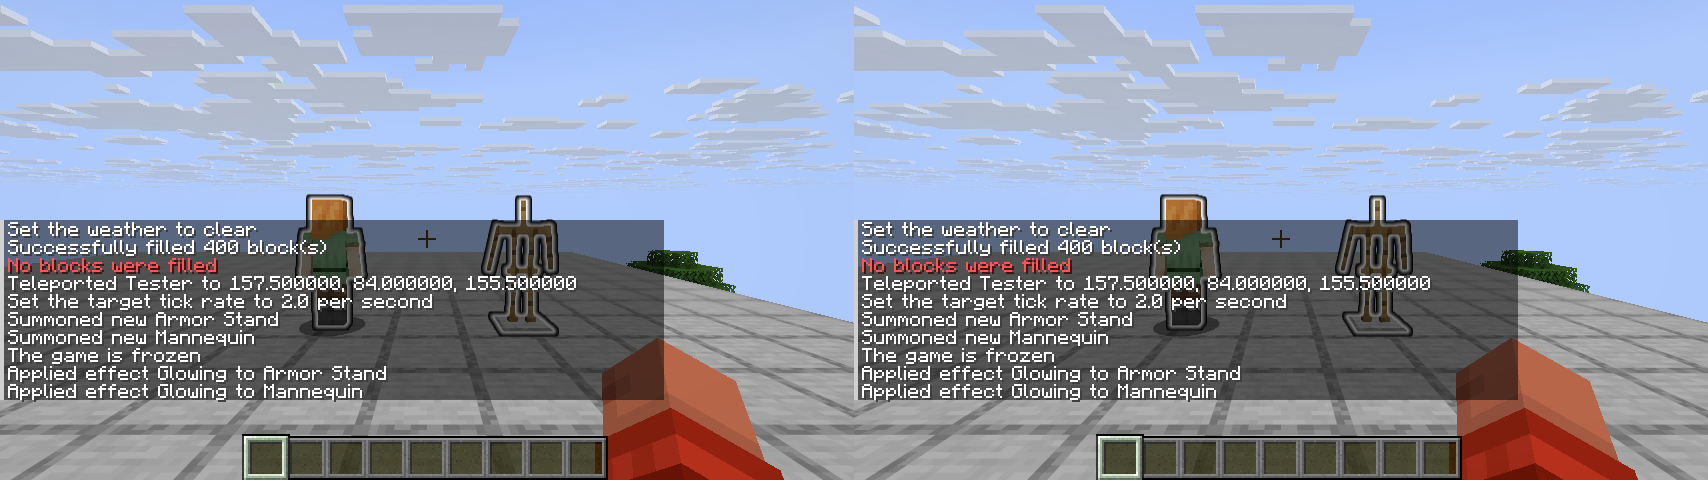 Set the weather to clear
Successfully filled 400 block(s)
No blocks were filled
Teleported Tester to 157.500000, 84.000000, 155.500000
Set the target tick rate to 2.0 per second
Summoned new Armor Stand
Summoned new Mannequin
The game is frozen
Applied effect Glowing to Armor Stand
Applied effect Glowing to Mannequin
Set the weather to clear
Successfully filled 400 block(s)
No blocks were filled
Teleported Tester to 157.500000, 84.000000, 155.500000
Set the target tick rate to 2.0 per second
Summoned new Armor Stand
Summoned new Mannequin
The game is frozen
Applied effect Glowing to Armor Stand
Applied effect Glowing to Mannequin